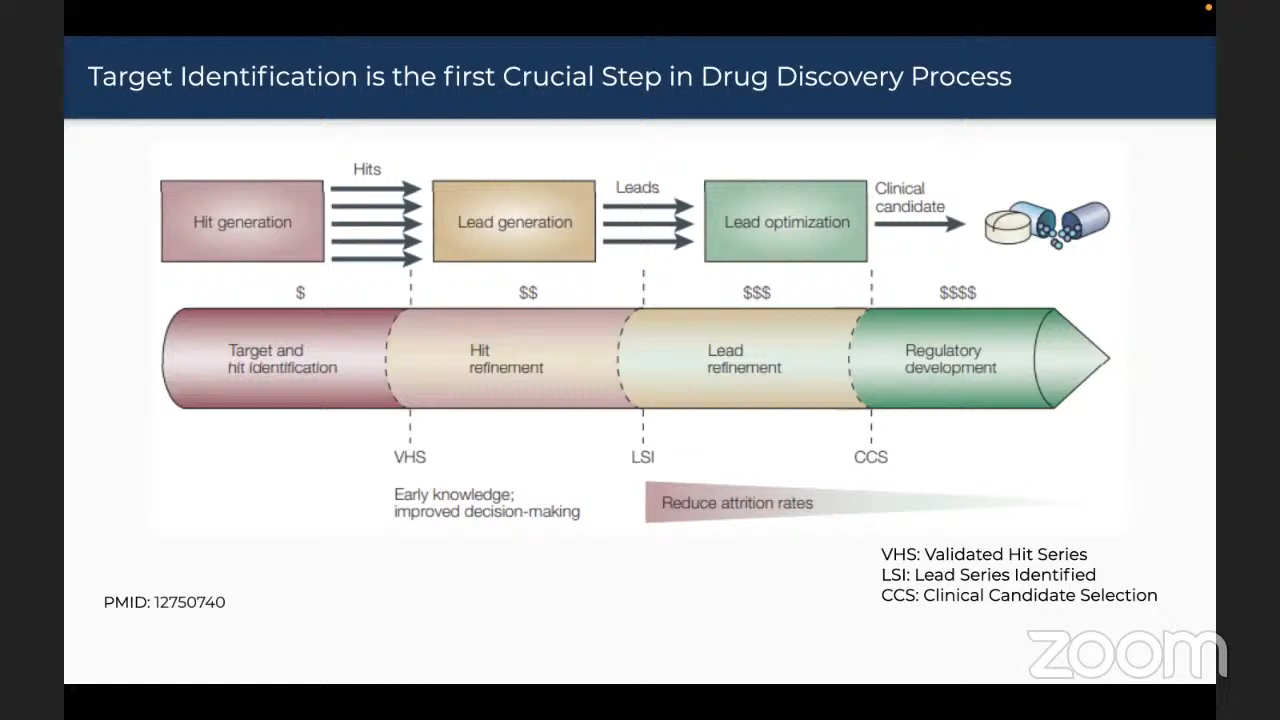 Target Identification is the first Crucial Step in Drug Discovery Process
Hits
Leads
Clinical
candidate
Hit generation
Lead generation
Lead optimization
$
$$
$$$
$$$$
Target and
hit identification
Hit
refinement
Lead
refinement
Regulatory
development
VHS
LSI
CCS
Early knowledge;
improved decision-making
Reduce attrition rates
VHS: Validated Hit Series
LSI: Lead Series Identified
CCS: Clinical Candidate Selection
PMID: 12750740
zoom